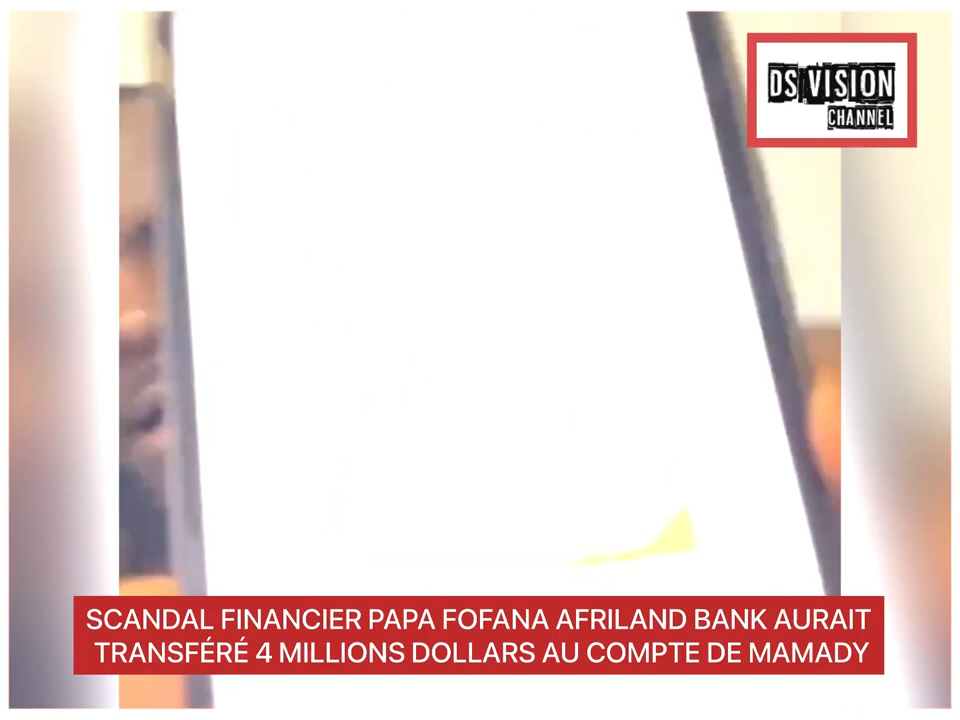 DS VISION
CHANNEL
SCANDAL FINANCIER PAPA FOFANA AFRILAND BANK AURAIT
TRANSFÉRÉ 4 MILLIONS DOLLARS AU COMPTE DE MAMADY